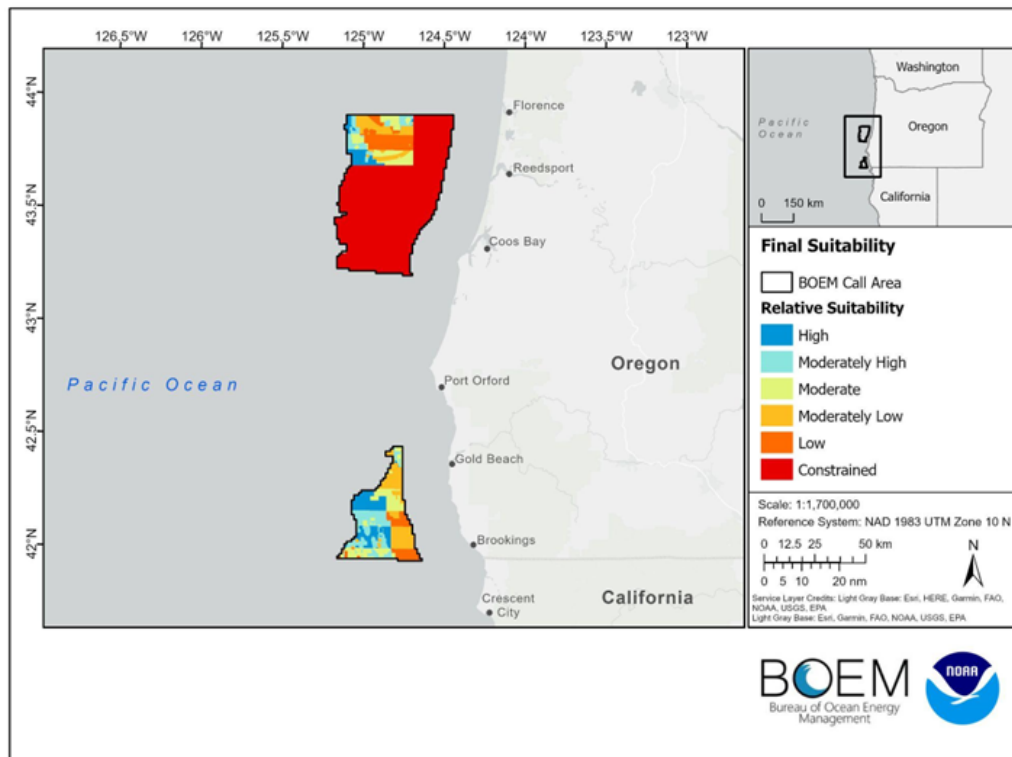 126,5°W 126°W 125,5°W 125°W 124,5°W 124°W 123,5°W 123°W
44°N
43,5°N
43°N
42,5°N
42°N
Florence
Reedsport
Coos Bay
Oregon
Pacific Ocean
Port Orford
Gold Beach
Brookings
California
Crescent
City
Washington
Pacific
Ocean
Oregon
California
0 150 km
Final Suitability
BOEM Call Area
Relative Suitability
High
Moderately High
Moderate
Moderately Low
Low
Constrained
Scale: 1:1,700,000
Reference System: NAD 1983 UTM Zone 10 N
0 12.5 25 50 km
0 5 10 20 nm
N
Service Layer Credits: Light Gray Base: Esri, HERE, Garmin, FAO,
NOAA, USGS, EPA
Light Gray Base: Esri, Garmin, FAO, NOAA, USGS, EPA
BOEM
Bureau of Ocean Energy
Management
NOAA